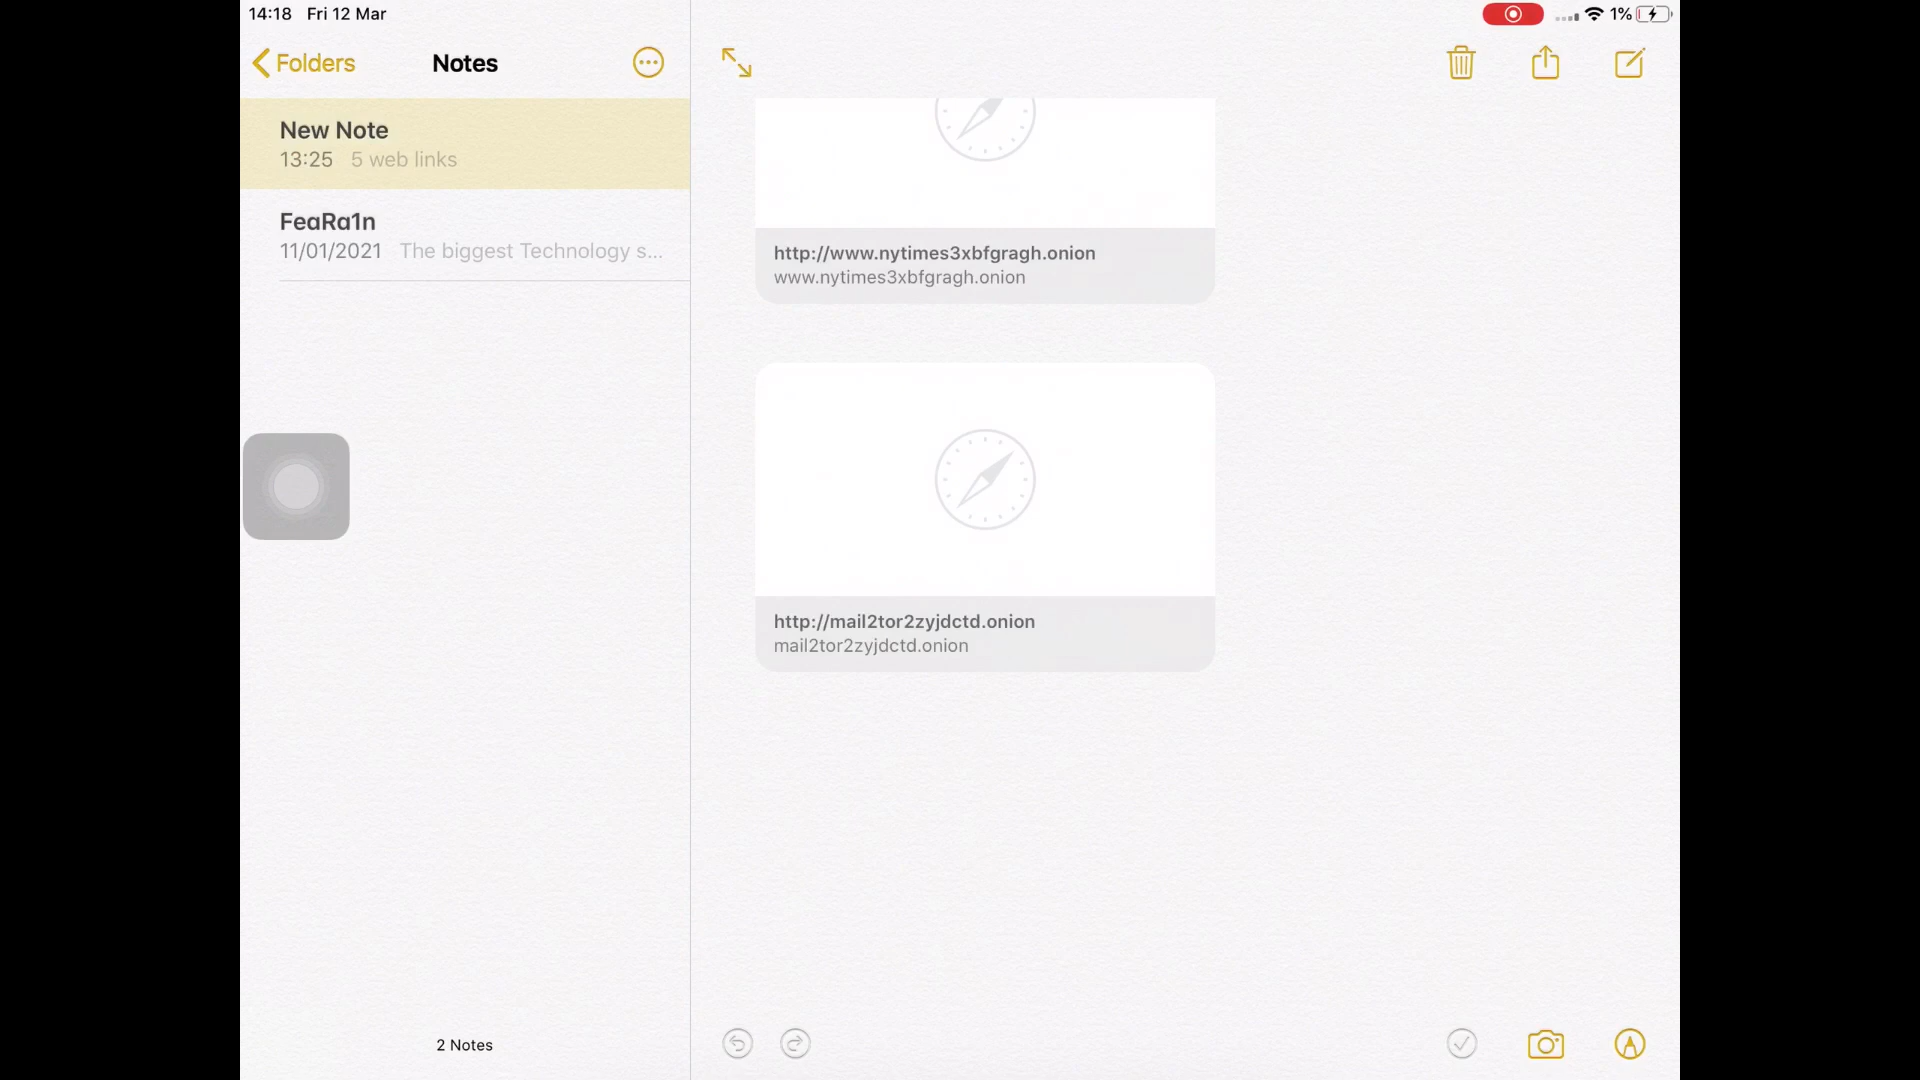 14:18 Fri 12 Mar
1%
Folders
Notes
New Note
13:25 5 web links
FeaRa1n
11/01/2021 The biggest Technology s...
2 Notes
http://www.nytimes3xbfgragh.onion
www.nytimes3xbfgragh.onion
http://mail2tor2zyjdctd.onion
mail2tor2zyjdctd.onion